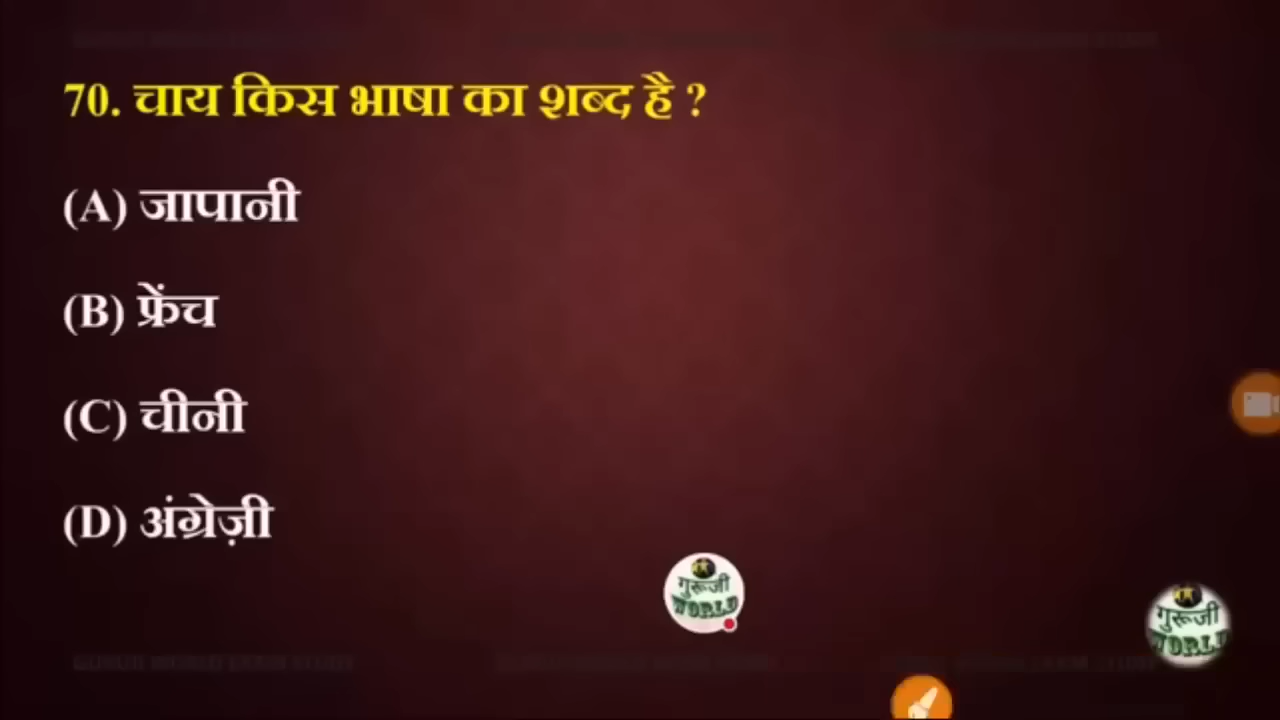 70. चाय किस भाषा का शब्द है ?
(A) जापानी
(B) फ्रेंच
(C) चीनी
(D) अंग्रेज़ी
गुरूजी
WORLD
गुरूजी
WORLD